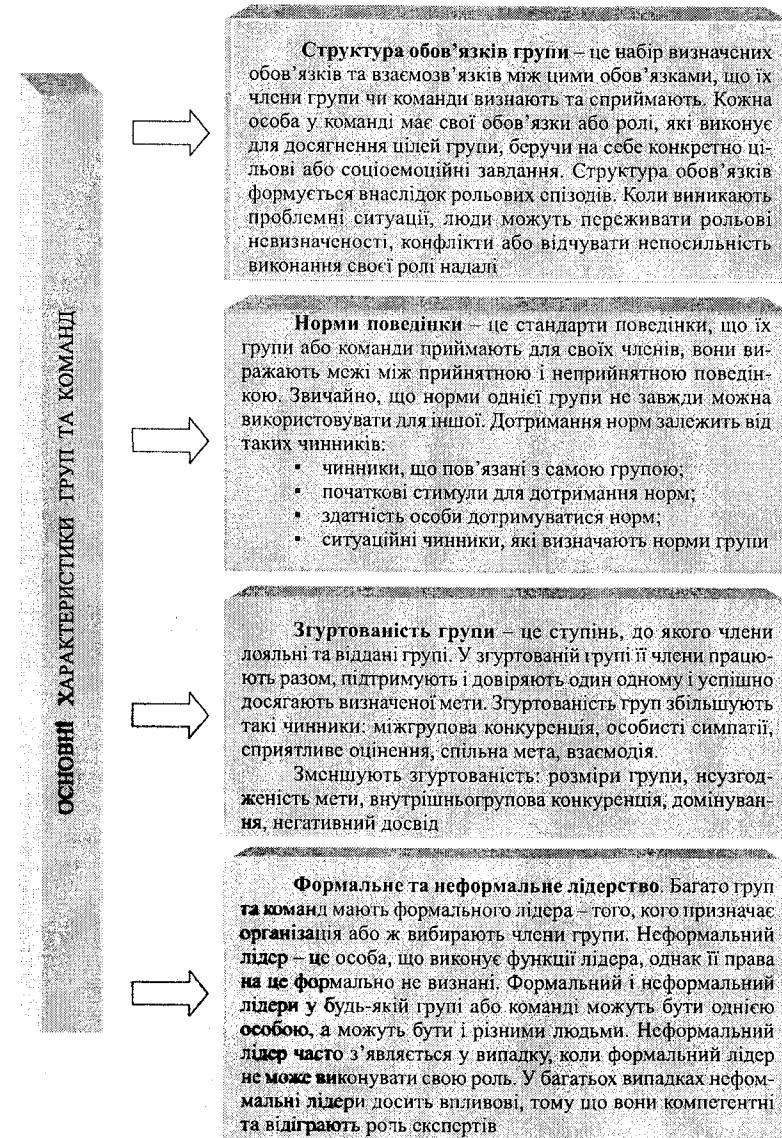 ОСНОВНІ ХАРАКТЕРИСТИКИ ГРУП ТА КОМАНД
Структура обов’язків групи – це набір визначених
обов’язків та взаємозв’язків між цими обов’язками, що їх
члени групи чи команди визнають та сприймають. Кожна
особа у команді має свої обов’язки або ролі, які виконує
для досягнення цілей групи, беручи на себе конкретно ці-
льові або соціоемоційні завдання. Структура обов’язків
формується внаслідок рольових епізодів. Коли виникають
проблемні ситуації, люди можуть переживати рольові
невизначеності, конфлікти або відчувати непосильність
виконання своєї ролі надалі
Норми поведінки – це стандарти поведінки, що їх
групи або команди приймають для своїх членів, вони ви-
ражають межі між прийнятною і неприйнятною поведін-
кою. Звичайно, що норми однієї групи не завжди можна
використовувати для іншої. Дотримання норм залежить від
таких чинників:
▪ чинники, що пов’язані з самою групою;
▪ початкові стимули для дотримання норм;
▪ здатність особи дотримуватися норм;
▪ ситуаційні чинники, які визначають норми групи
Згуртованість групи – це ступінь, до якого члени
лояльні та віддані групі. У згуртованій групі її члени працю-
ють разом, підтримують і довіряють один одному і успішно
досягають визначеної мети. Згуртованість груп збільшують
такі чинники: міжгрупова конкуренція, особисті симпатії,
сприятливе оцінення, спільна мета, взаємодія.
Зменшують згуртованість: розміри групи, неузгод-
женість мети, внутрішньогрупова конкуренція, домінуван-
ня, негативний досвід
Формальне та неформальне лідерство. Багато груп
та команд мають формального лідера – того, кого призначає
організація або ж вибирають члени групи. Неформальний
лідер – це особа, що виконує функції лідера, однак її права
на це формально не визнані. Формальний і неформальний
лідери у будь-якій групі або команді можуть бути однією
особою, а можуть бути і різними людьми. Неформальний
лідер часто з’являється у випадку, коли формальний лідер
не може виконувати свою роль. У багатьох випадках нефом-
мальні лідери досить впливові, тому що вони компетентні
та відіграють роль експертів